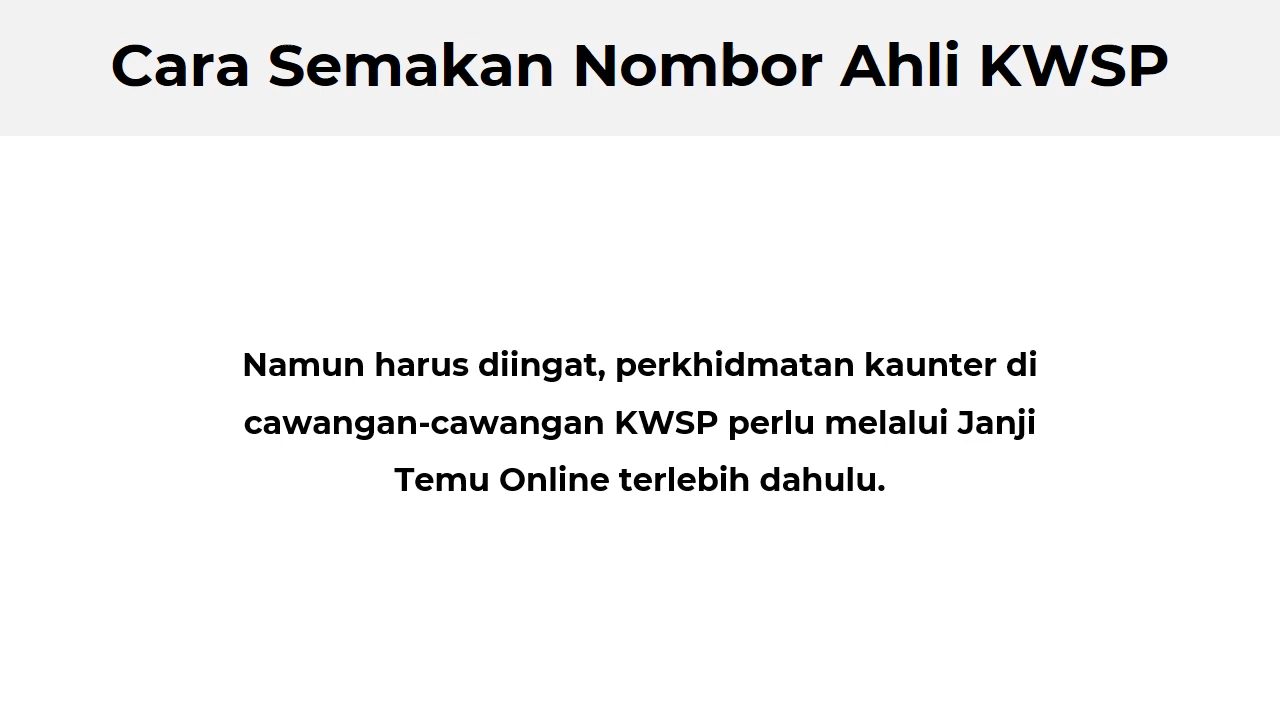 Cara Semakan Nombor Ahli KWSP
Namun harus diingat, perkhidmatan kaunter di
cawangan-cawangan KWSP perlu melalui Janji
Temu Online terlebih dahulu.